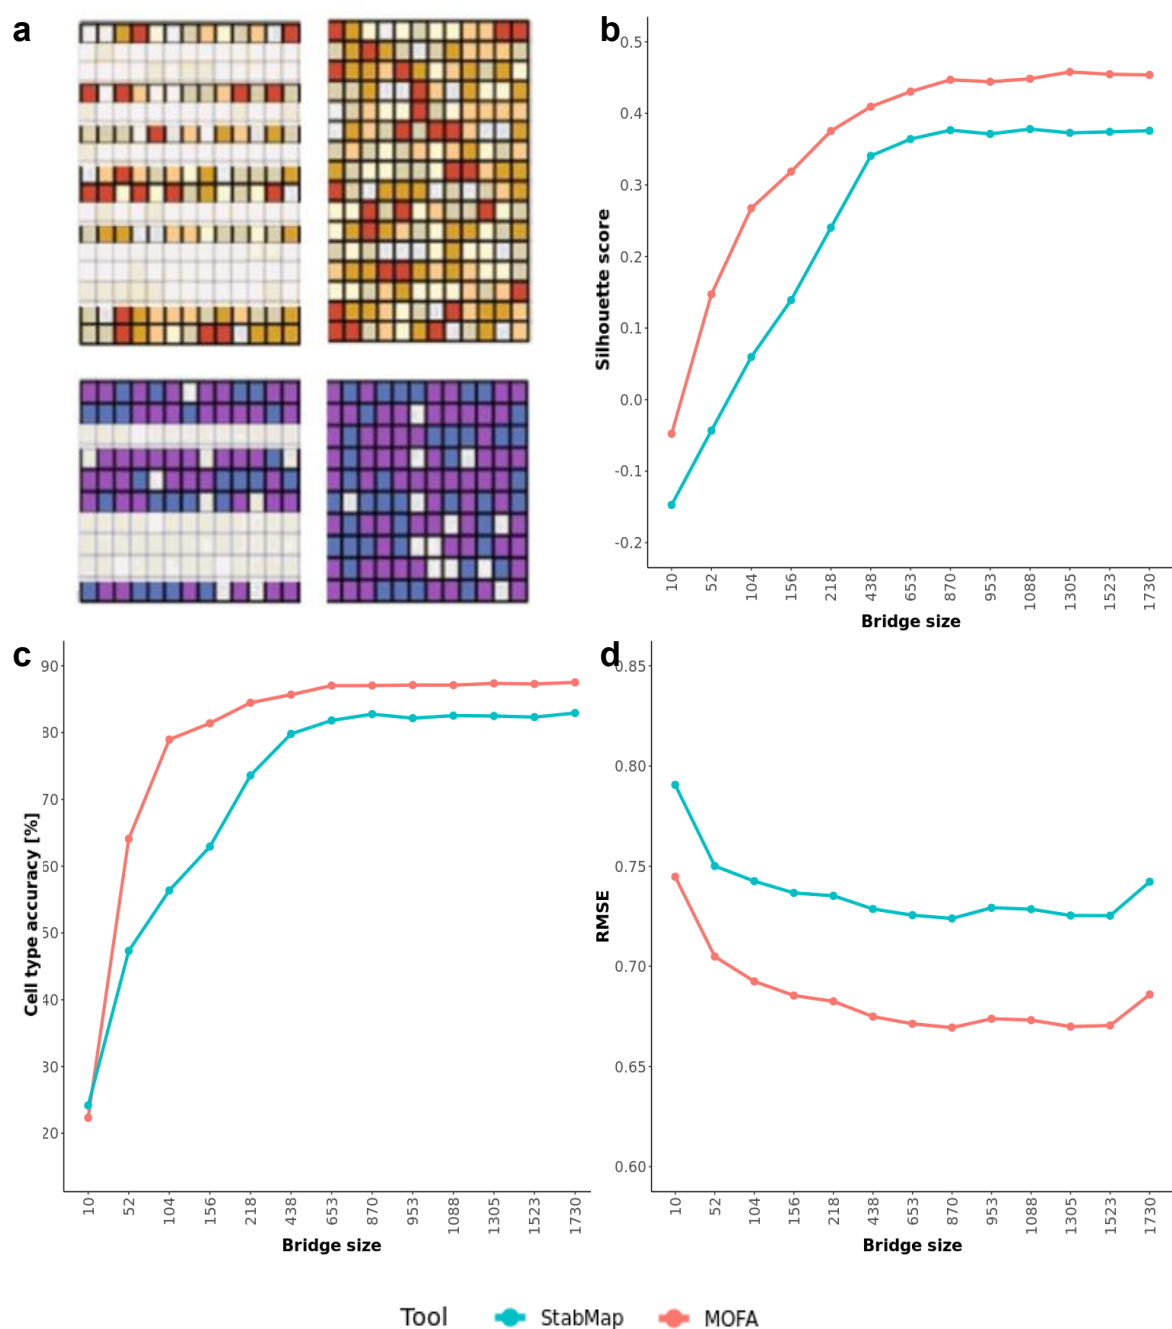 a
b
0.5
0.4
0.3
0.2
0.1
0.0
-0.1
-0.2
Silhouette score
10 52 104 156 218 438 653 870 953 1088 1305 1523 1730
Bridge size
c
90
80
70
60
50
40
30
20
Cell type accuracy [%]
10 52 104 156 218 438 653 870 953 1088 1305 1523 1730
Bridge size
d
0.85
0.80
0.75
0.70
0.65
0.60
RMSE
10 52 104 156 218 438 653 870 953 1088 1305 1523 1730
Bridge size
Tool StabMap MOFA